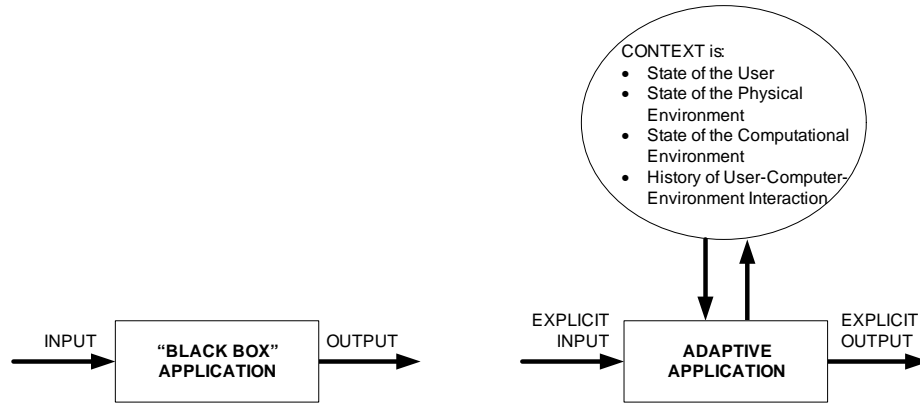 CONTEXT is:
• State of the User
• State of the Physical
Environment
• State of the Computational
Environment
• History of User-Computer-
Environment Interaction
INPUT
“BLACK BOX”
APPLICATION
OUTPUT
EXPLICIT
INPUT
ADAPTIVE
APPLICATION
EXPLICIT
OUTPUT